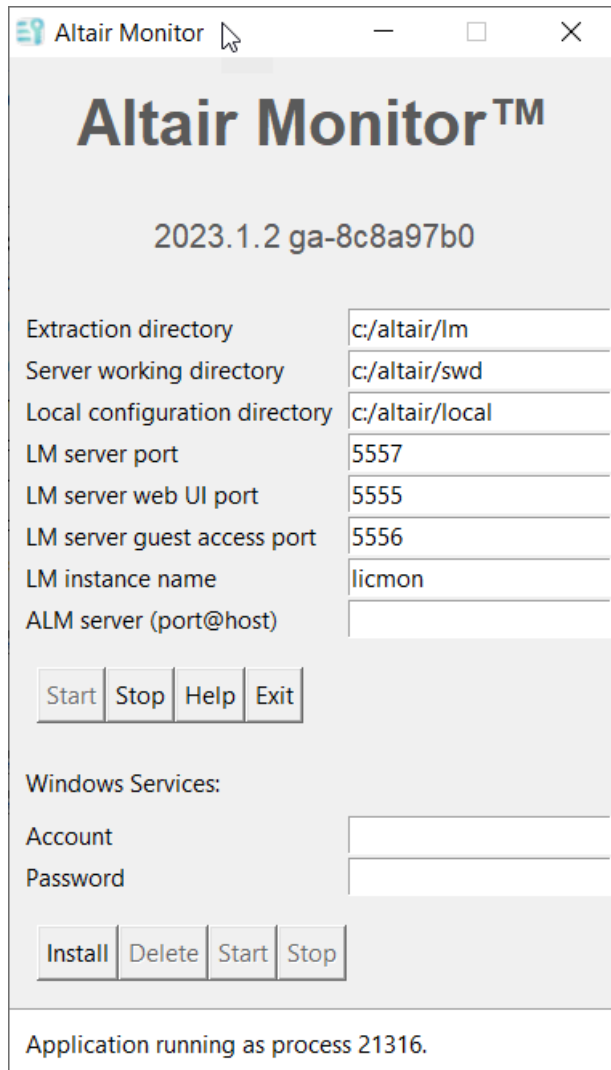 Altair Monitor
Altair Monitor™
2023.1.2 ga-8c8a97b0
Extraction directory c:/altair/lm
Server working directory c:/altair/swd
Local configuration directory c:/altair/local
LM server port 5557
LM server web UI port 5555
LM server guest access port 5556
LM instance name licmon
ALM server (port@host)
Start Stop Help Exit
Windows Services:
Account
Password
Install Delete Start Stop
Application running as process 21316.